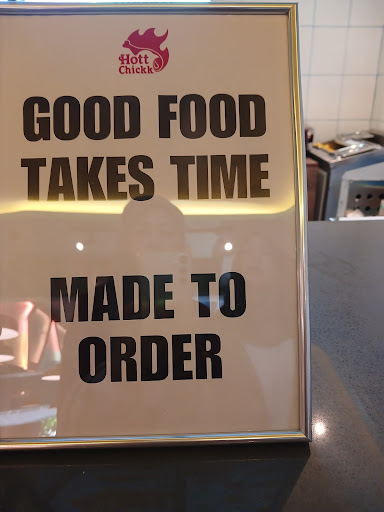 Hott
Chickk
GOOD FOOD
TAKES TIME
MADE TO
ORDER